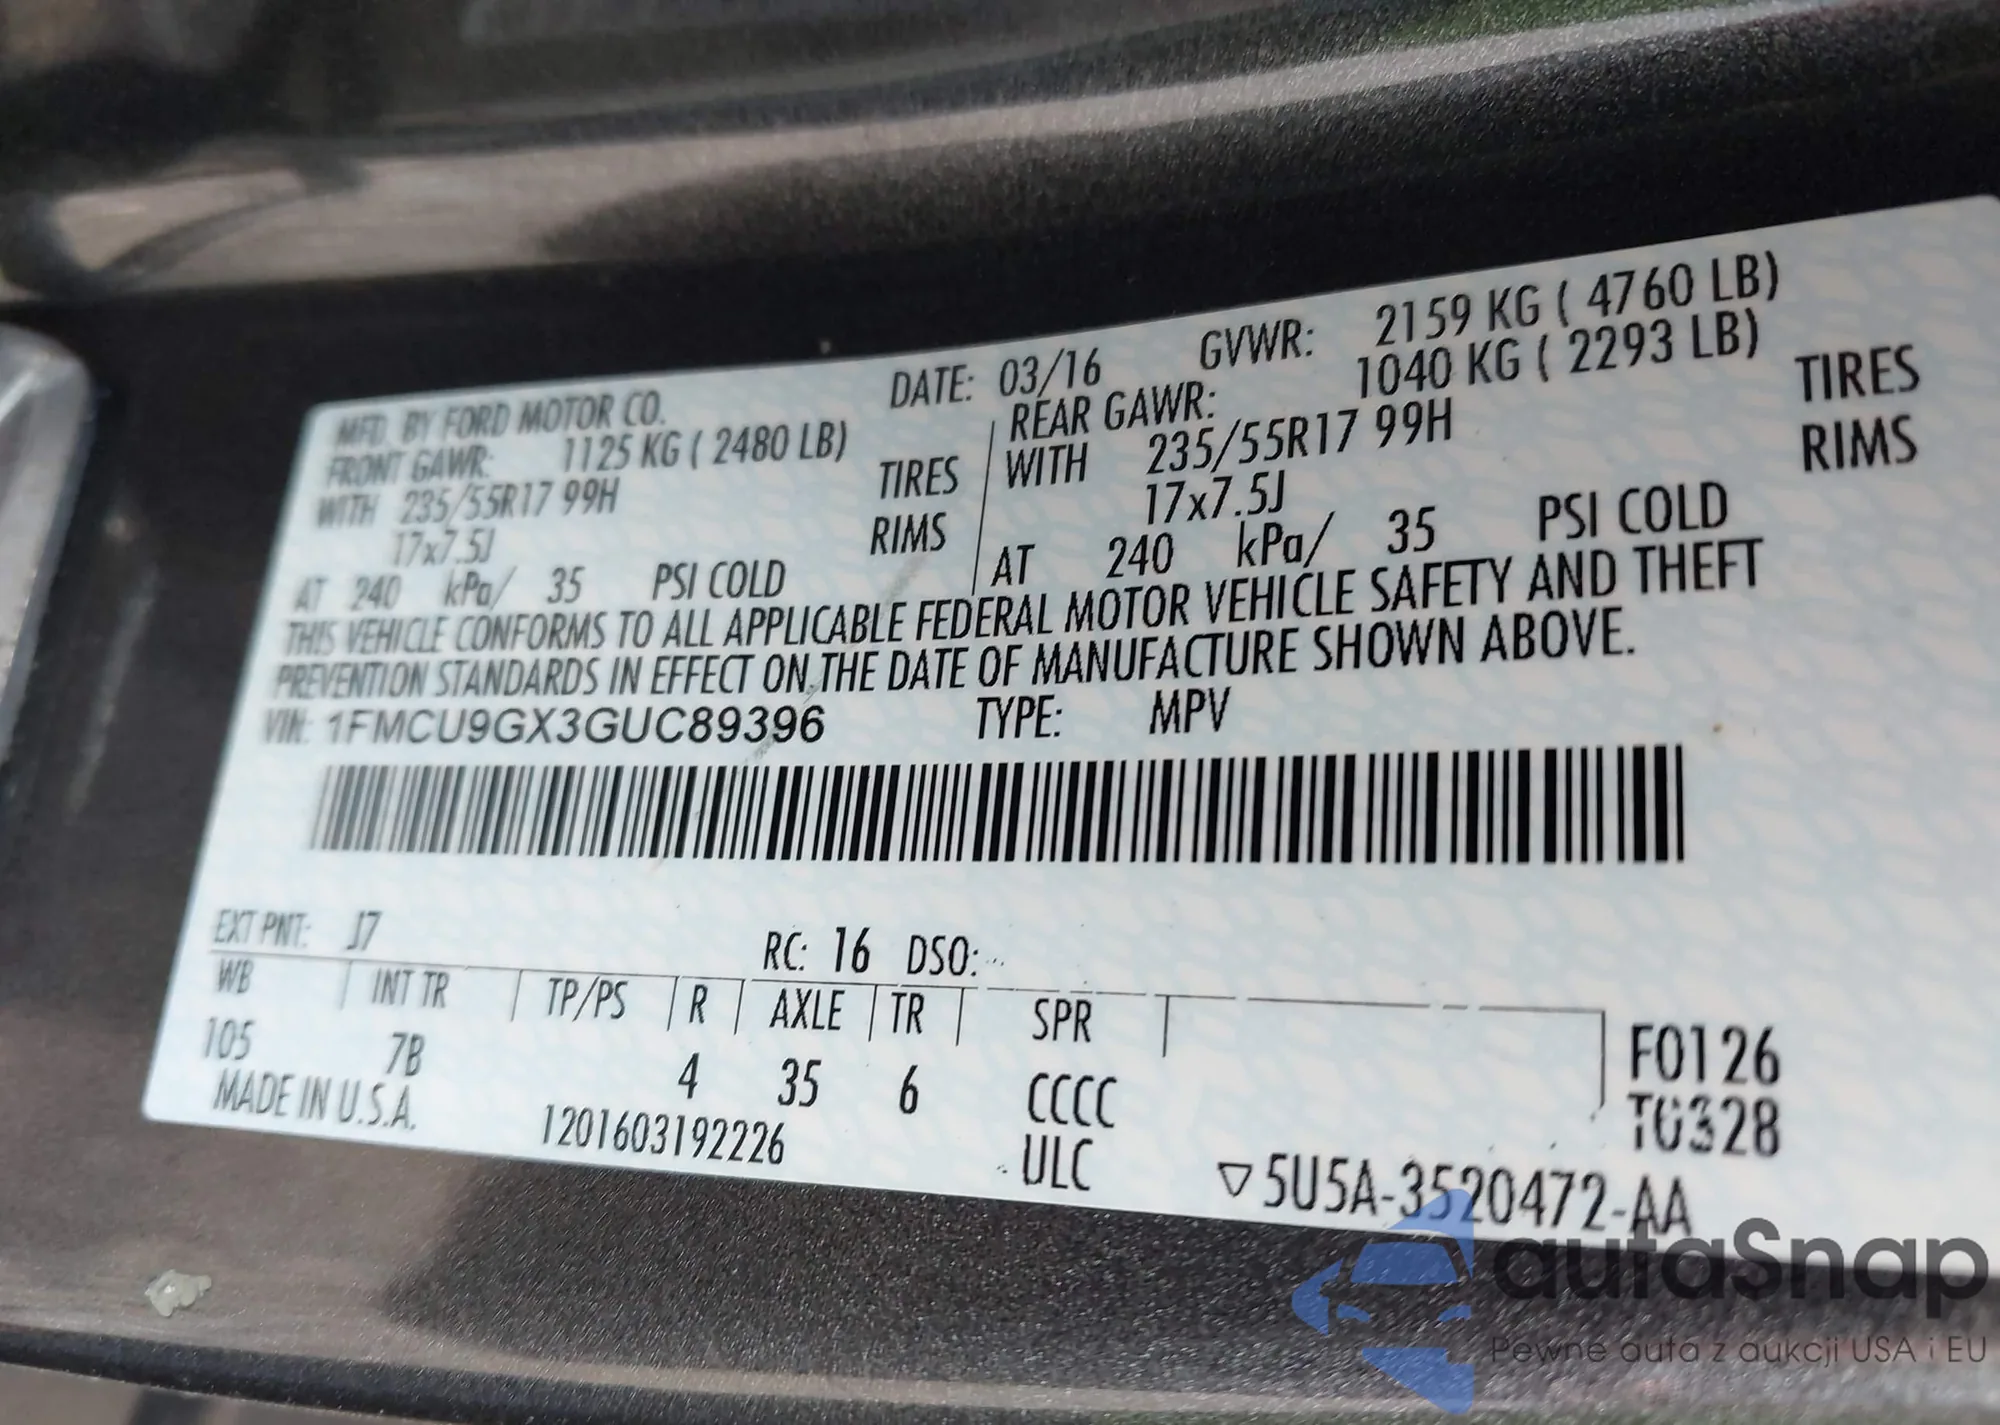 MFD. BY FORD MOTOR CO. DATE: 03/16 GVWR: 2159 KG ( 4760 LB)
FRONT GAWR: 1125 KG ( 2480 LB) REAR GAWR: 1040 KG ( 2293 LB)
WITH 235/55R17 99H TIRES WITH 235/55R17 99H TIRES
17x7.5J RIMS 17x7.5J RIMS
AT 240 kPa/ 35 PSI COLD AT 240 kPa/ 35 PSI COLD
THIS VEHICLE CONFORMS TO ALL APPLICABLE FEDERAL MOTOR VEHICLE SAFETY AND THEFT
PREVENTION STANDARDS IN EFFECT ON THE DATE OF MANUFACTURE SHOWN ABOVE.
VIN: 1FMCU9GX3GUC89396 TYPE: MPV
EXT PNT: J7 RC: 16 DSO:
WB INT TR TP/PS R AXLE TR SPR
105 7B 4 35 6 CCCC F0126
MADE IN U.S.A. 1201603192226 ULC T0328
▽5U5A-3520472-AA
autaSnap
Pewne auta z aukcji USA i EU